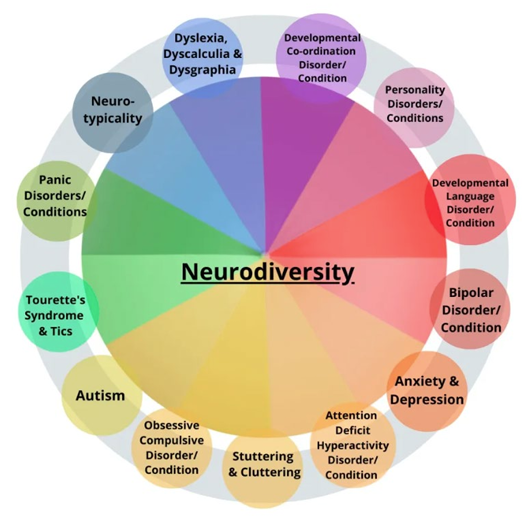 Dyslexia,
Dyscalculia &
Dysgraphia
Developmental
Co-ordination
Disorder/
Condition
Personality
Disorders/
Conditions
Developmental
Language
Disorder/
Condition
Bipolar
Disorder/
Condition
Anxiety &
Depression
Attention
Deficit
Hyperactivity
Disorder/
Condition
Stuttering
& Cluttering
Obsessive
Compulsive
Disorder/
Condition
Autism
Tourette's
Syndrome
& Tics
Panic
Disorders/
Conditions
Neuro-
typicality
Neurodiversity